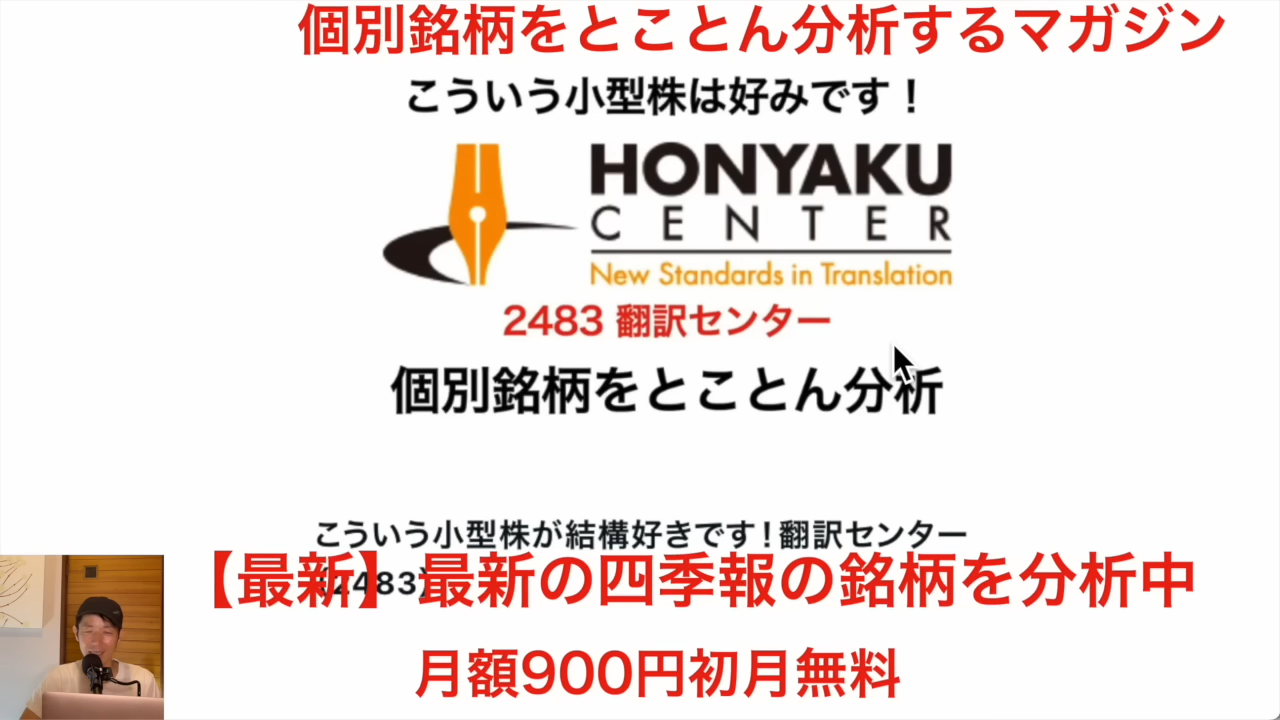 個別銘柄をとことん分析するマガジン
こういう小型株は好みです！
HONYAKU
CENTER
New Standards in Translation
2483 翻訳センター
個別銘柄をとことん分析
こういう小型株が結構好きです！翻訳センター
(2483)
【最新】最新の四季報の銘柄を分析中
月額900円初月無料